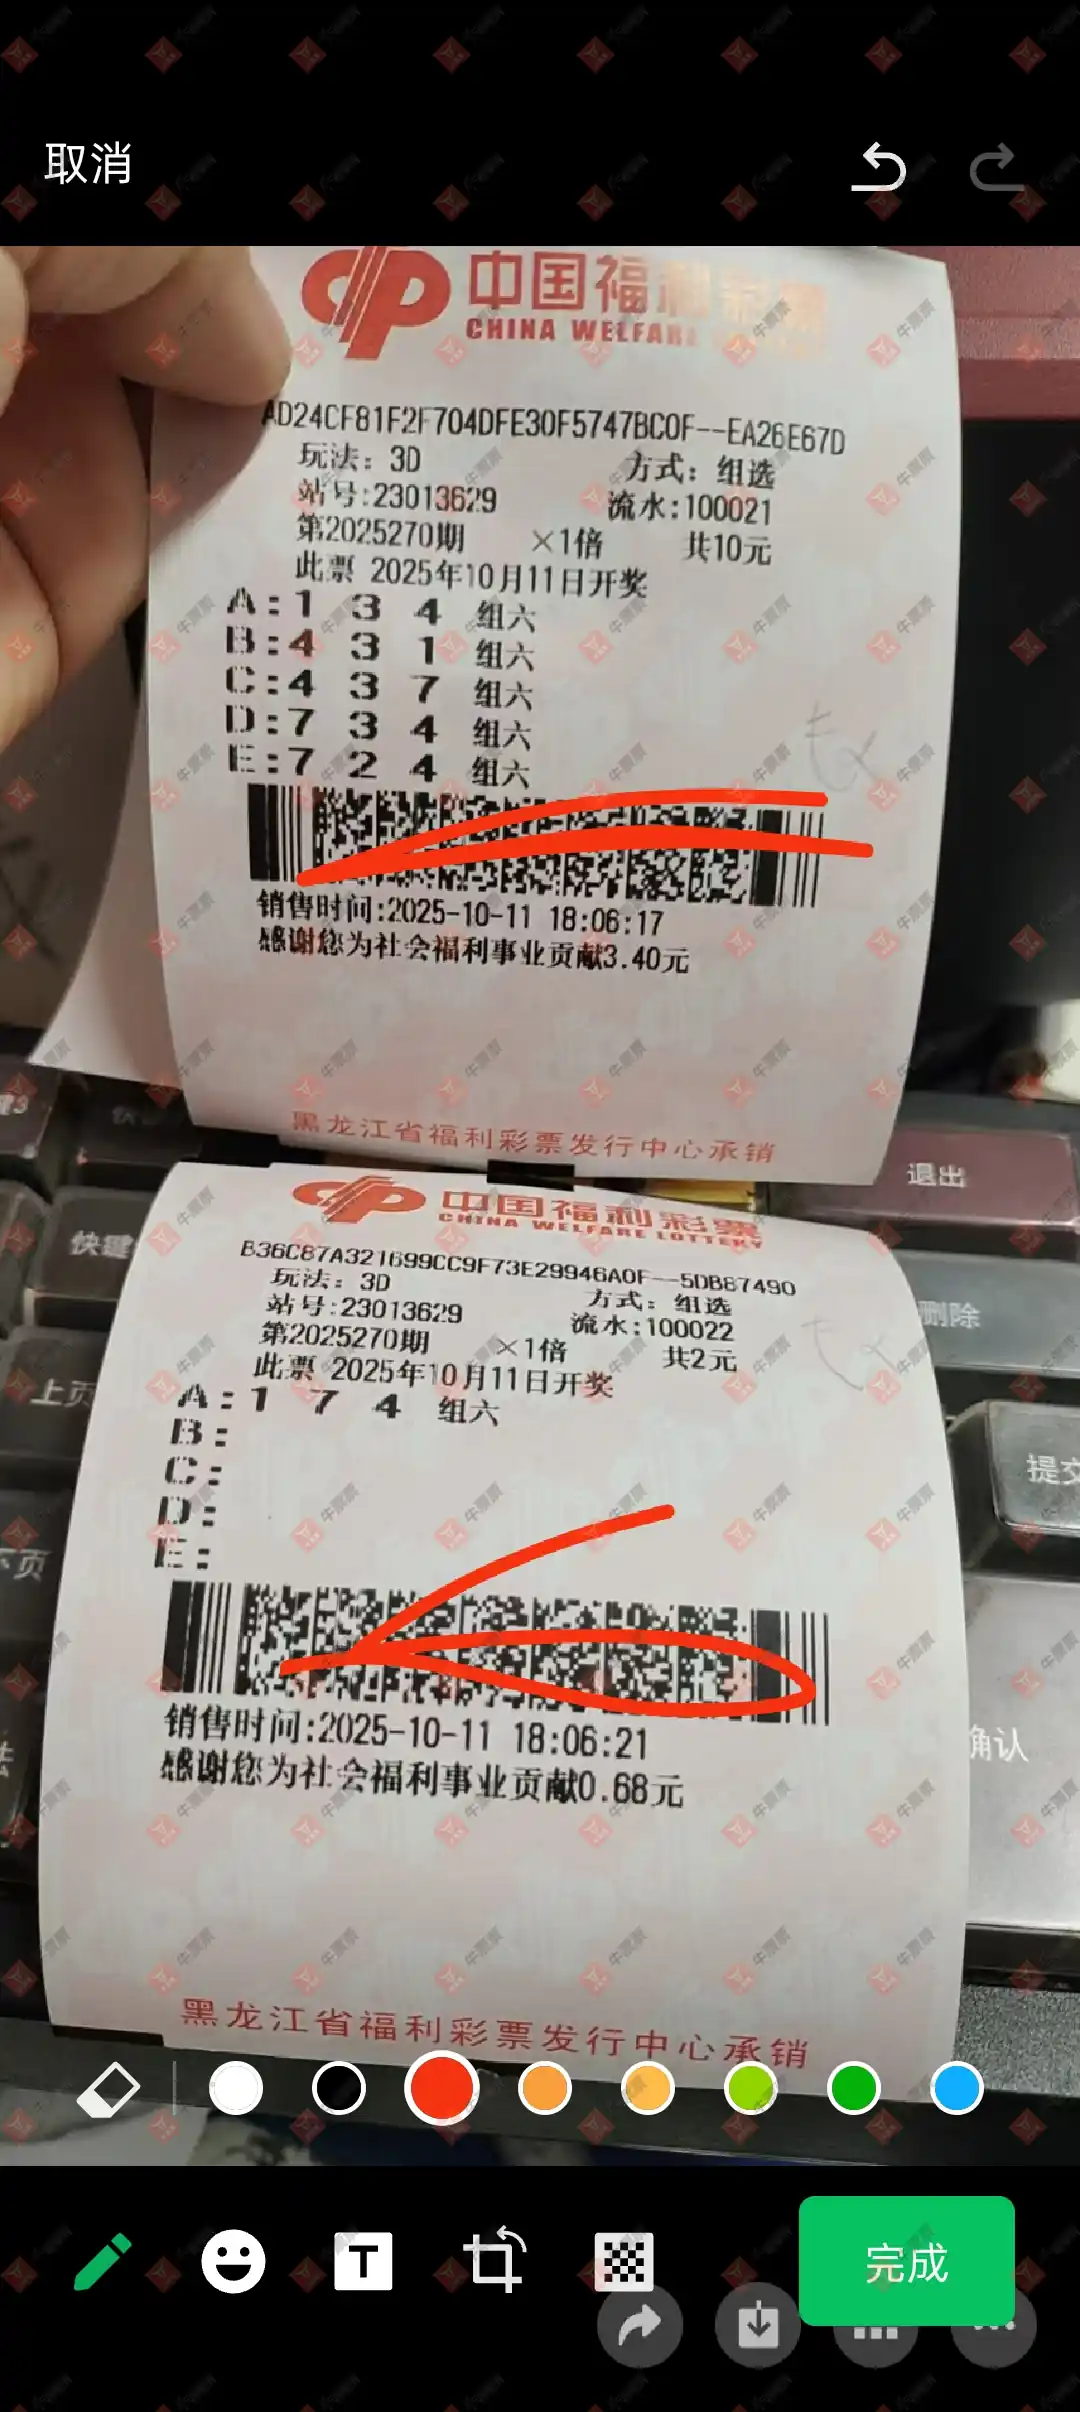 取消
中国福利彩票
CHINA WELFARE
AD24CF81F2F704DFE30F5747BC0F--EA26E67D
玩法：3D 方式：组选
站号:23013629 流水:100021
第2025270期 ×1倍 共10元
此票 2025年10月11日开奖
A:1 3 4 组六
B:4 3 1 组六
C:4 3 7 组六
D:7 3 4 组六
E:7 2 4 组六
销售时间:2025-10-11 18:06:17
感谢您为社会福利事业贡献3.40元
黑龙江省福利彩票发行中心承销
退出
中国福利彩票
CHINA WELFARE LOTTERY
快键
B36C87A321699CC9F73E29946A0F--5DB87490
玩法：3D 方式：组选
站号:23013629 流水:100022
删除
第2025270期 ×1倍 共2元
此票 2025年10月11日开奖
上页
A:1 7 4 组六
B:
C:
提交
D:
E:
下页
销售时间:2025-10-11 18:06:21
确认
感谢您为社会福利事业贡献0.68元
黑龙江省福利彩票发行中心承销
T
完成
牛票票